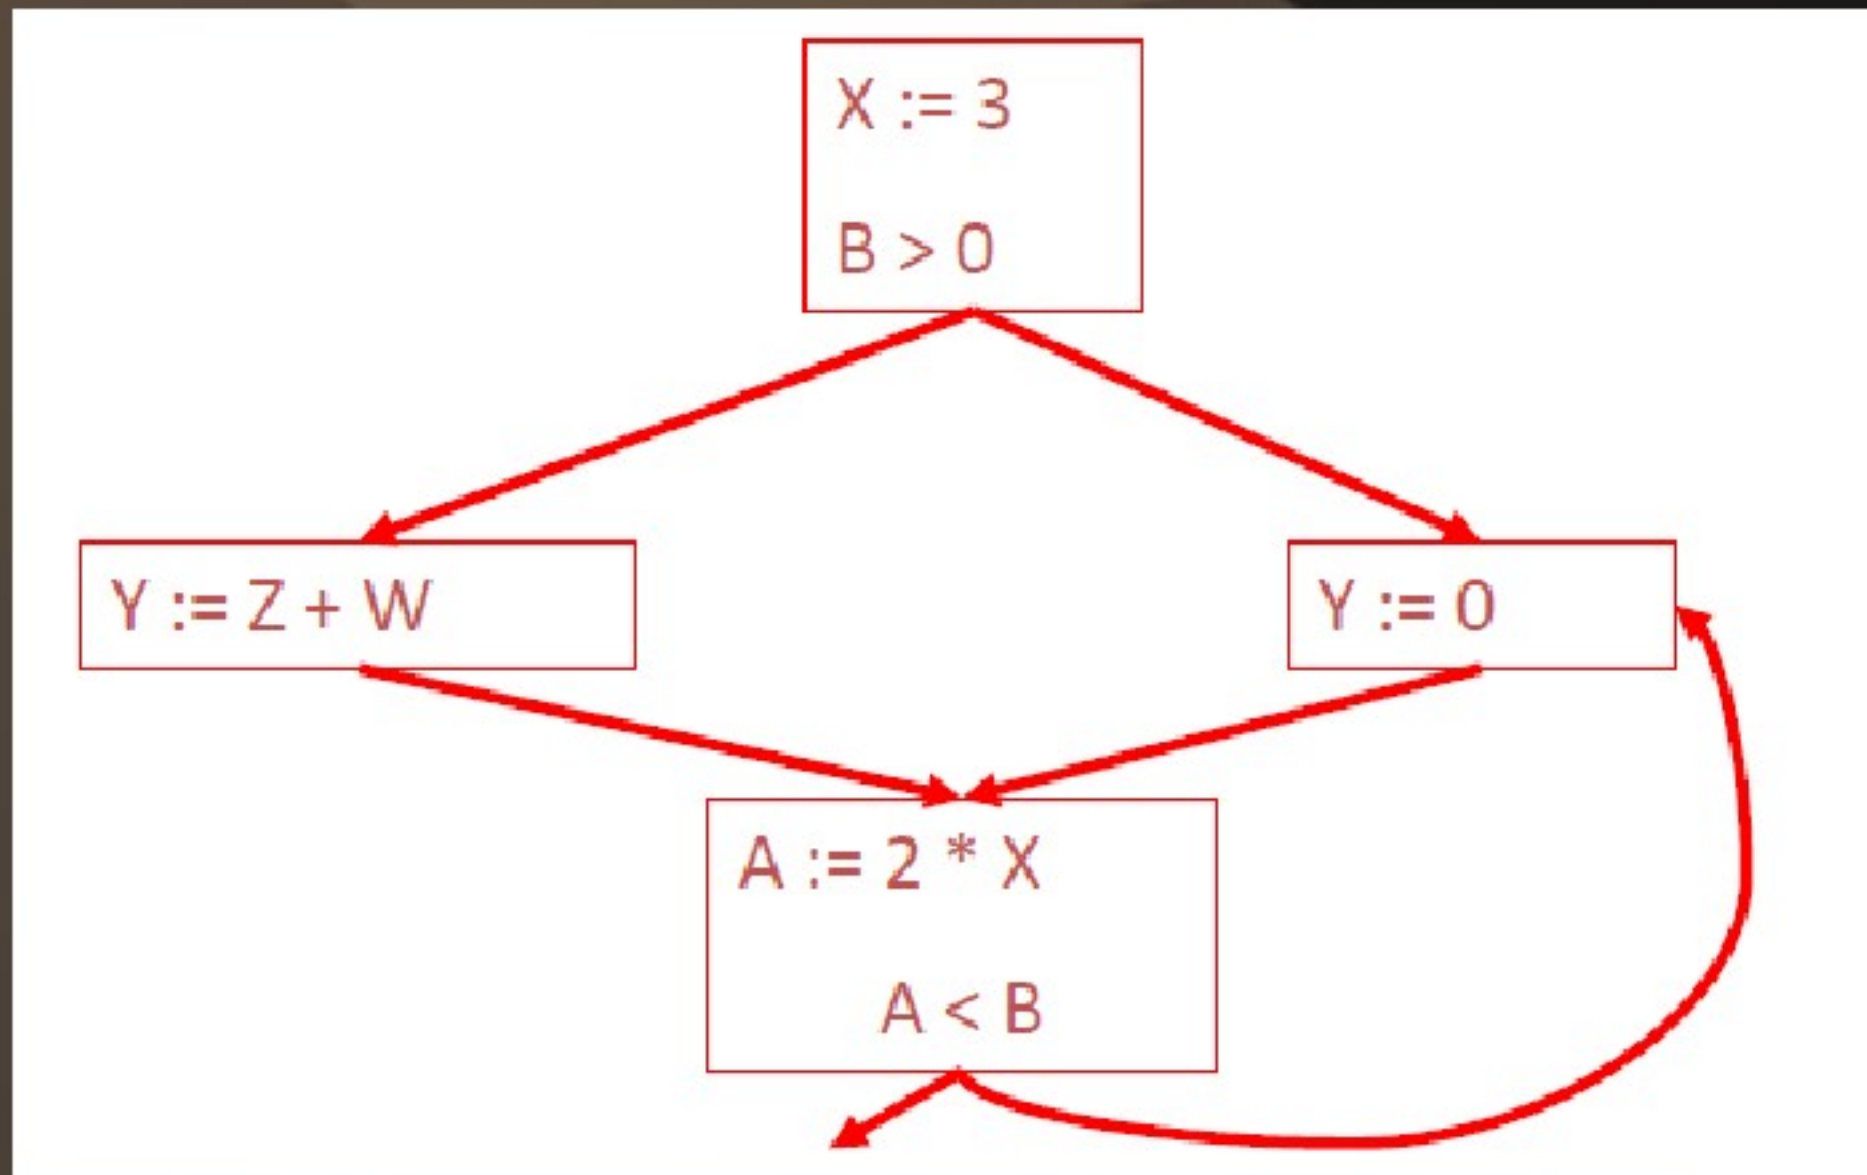 X := 3
B > 0
Y := Z + W
Y := 0
A := 2 * X
A < B